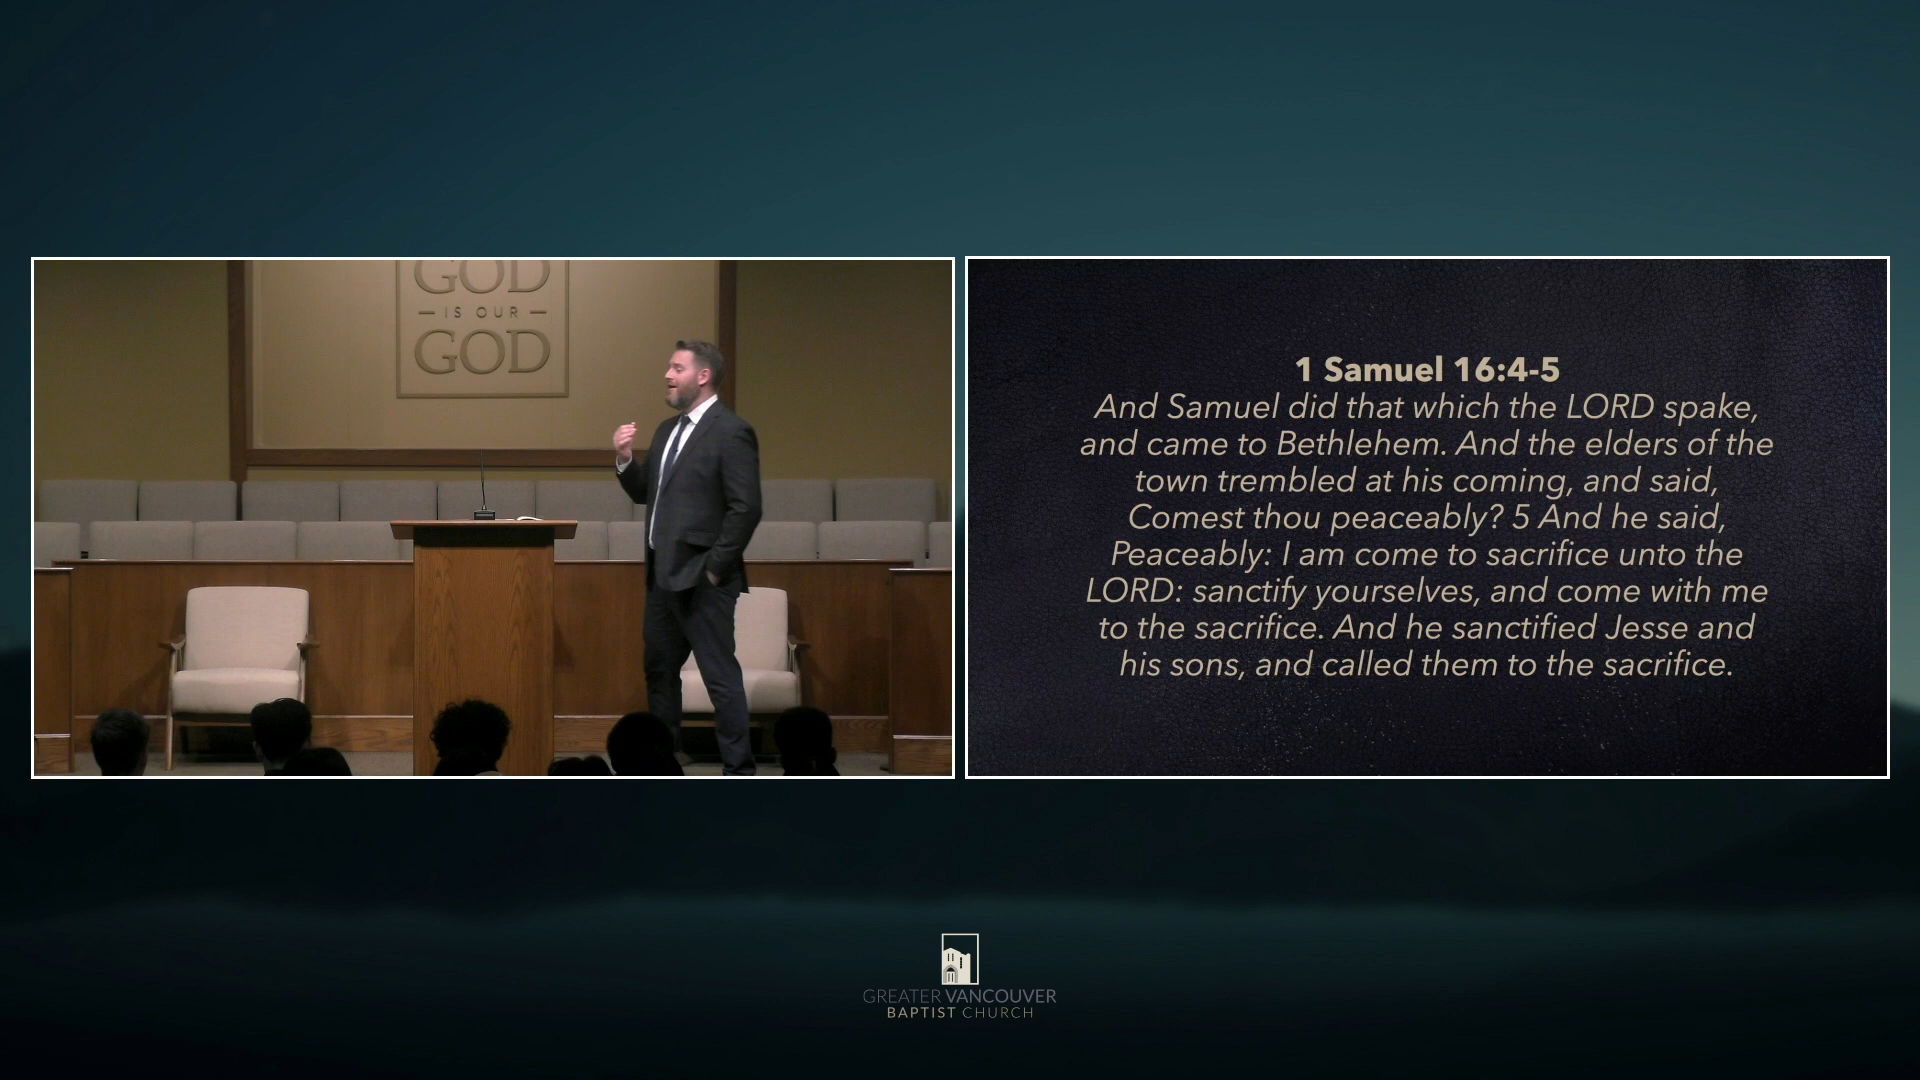 GOD
— IS OUR —
GOD
1 Samuel 16:4-5
And Samuel did that which the LORD spake,
and came to Bethlehem. And the elders of the
town trembled at his coming, and said,
Comest thou peaceably? 5 And he said,
Peaceably: I am come to sacrifice unto the
LORD: sanctify yourselves, and come with me
to the sacrifice. And he sanctified Jesse and
his sons, and called them to the sacrifice.
GREATER VANCOUVER
BAPTIST CHURCH